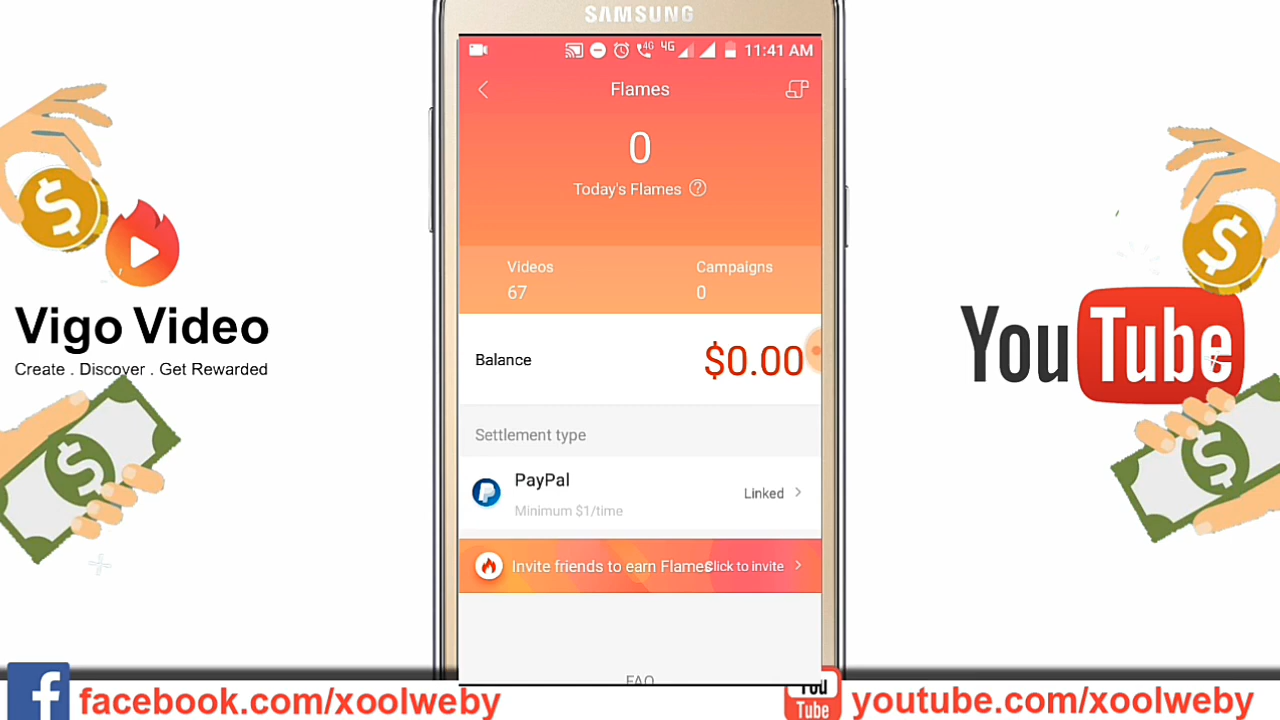 SAMSUNG
4G 4G 11:41 AM
Flames
0
Today's Flames ?
Videos Campaigns
67 0
Balance $0.00
Settlement type
PayPal
Minimum $1/time
Linked
Invite friends to earn Flames Click to invite
FAQ
Vigo Video
Create . Discover . Get Rewarded
YouTube
facebook.com/xoolweby
You
Tube
youtube.com/xoolweby